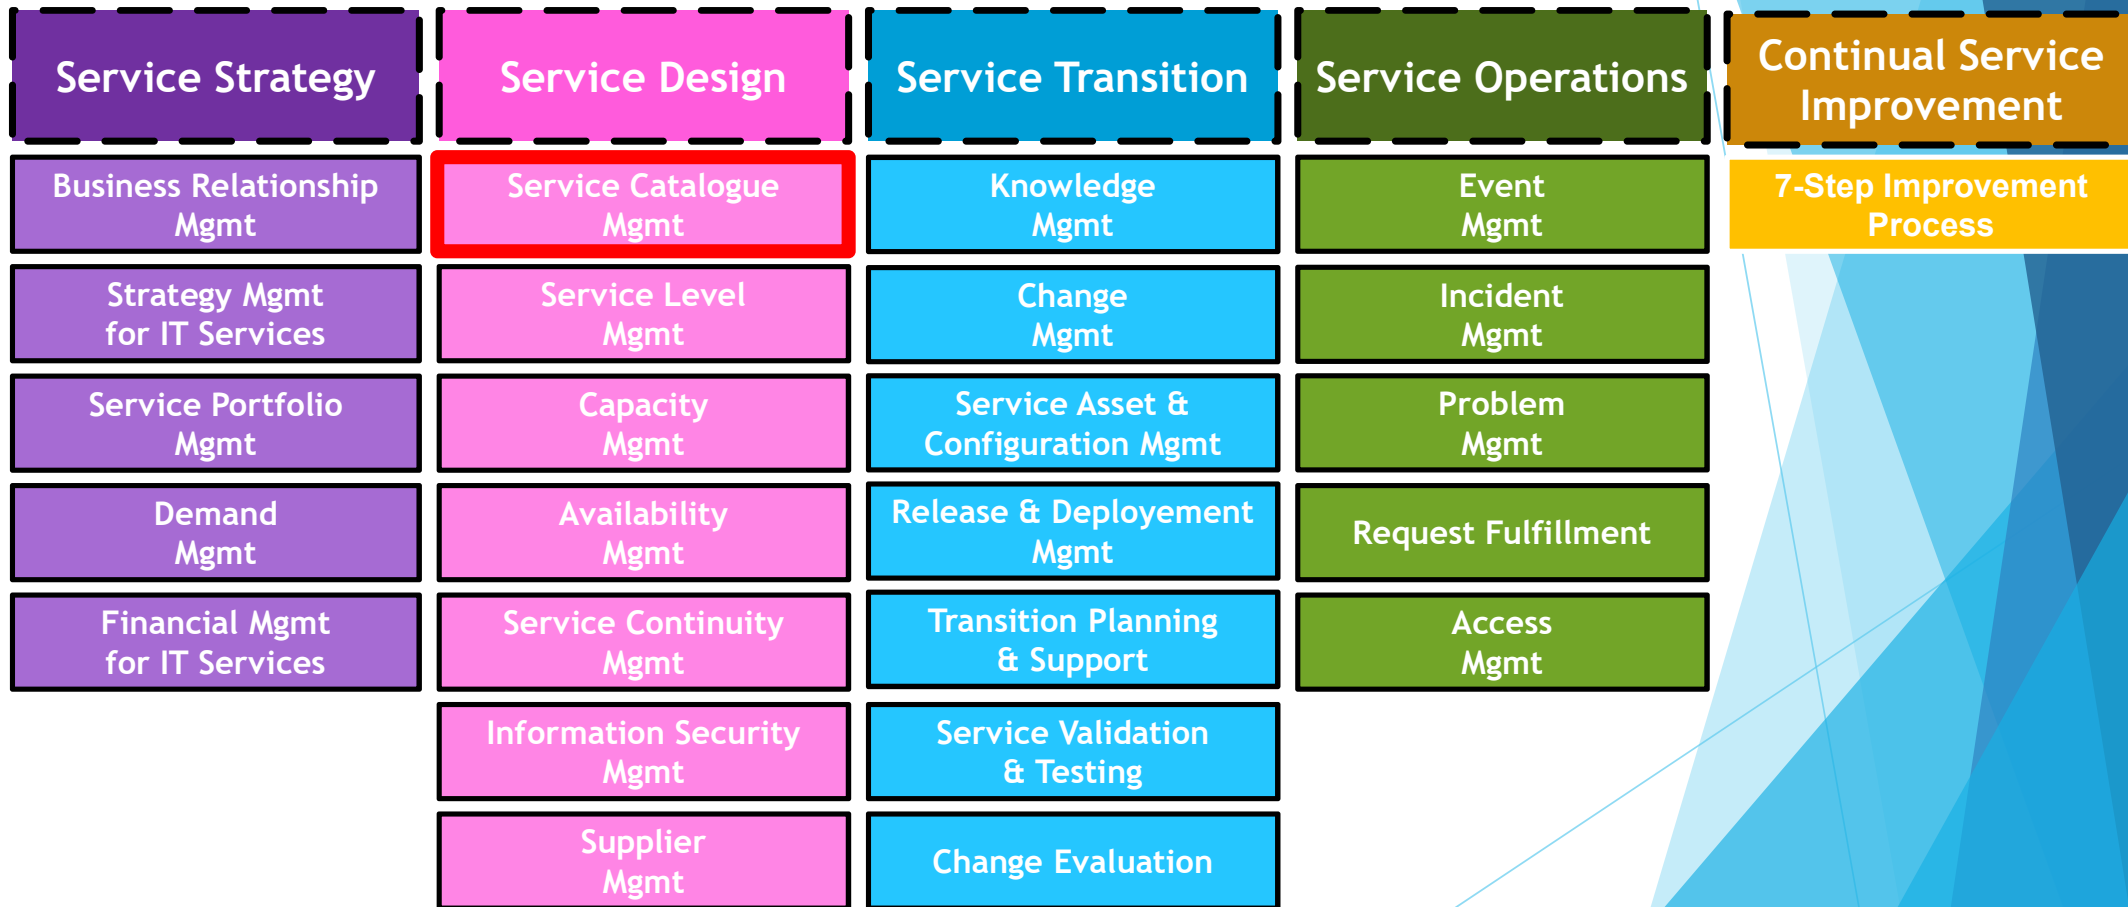 Service Strategy
Business Relationship
Mgmt
Strategy Mgmt
for IT Services
Service Portfolio
Mgmt
Demand
Mgmt
Financial Mgmt
for IT Services
Service Design
Service Catalogue
Mgmt
Service Level
Mgmt
Capacity
Mgmt
Availability
Mgmt
Service Continuity
Mgmt
Information Security
Mgmt
Supplier
Mgmt
Service Transition
Knowledge
Mgmt
Change
Mgmt
Service Asset &
Configuration Mgmt
Release & Deployement
Mgmt
Transition Planning
& Support
Service Validation
& Testing
Change Evaluation
Service Operations
Event
Mgmt
Incident
Mgmt
Problem
Mgmt
Request Fulfillment
Access
Mgmt
Continual Service
Improvement
7-Step Improvement
Process